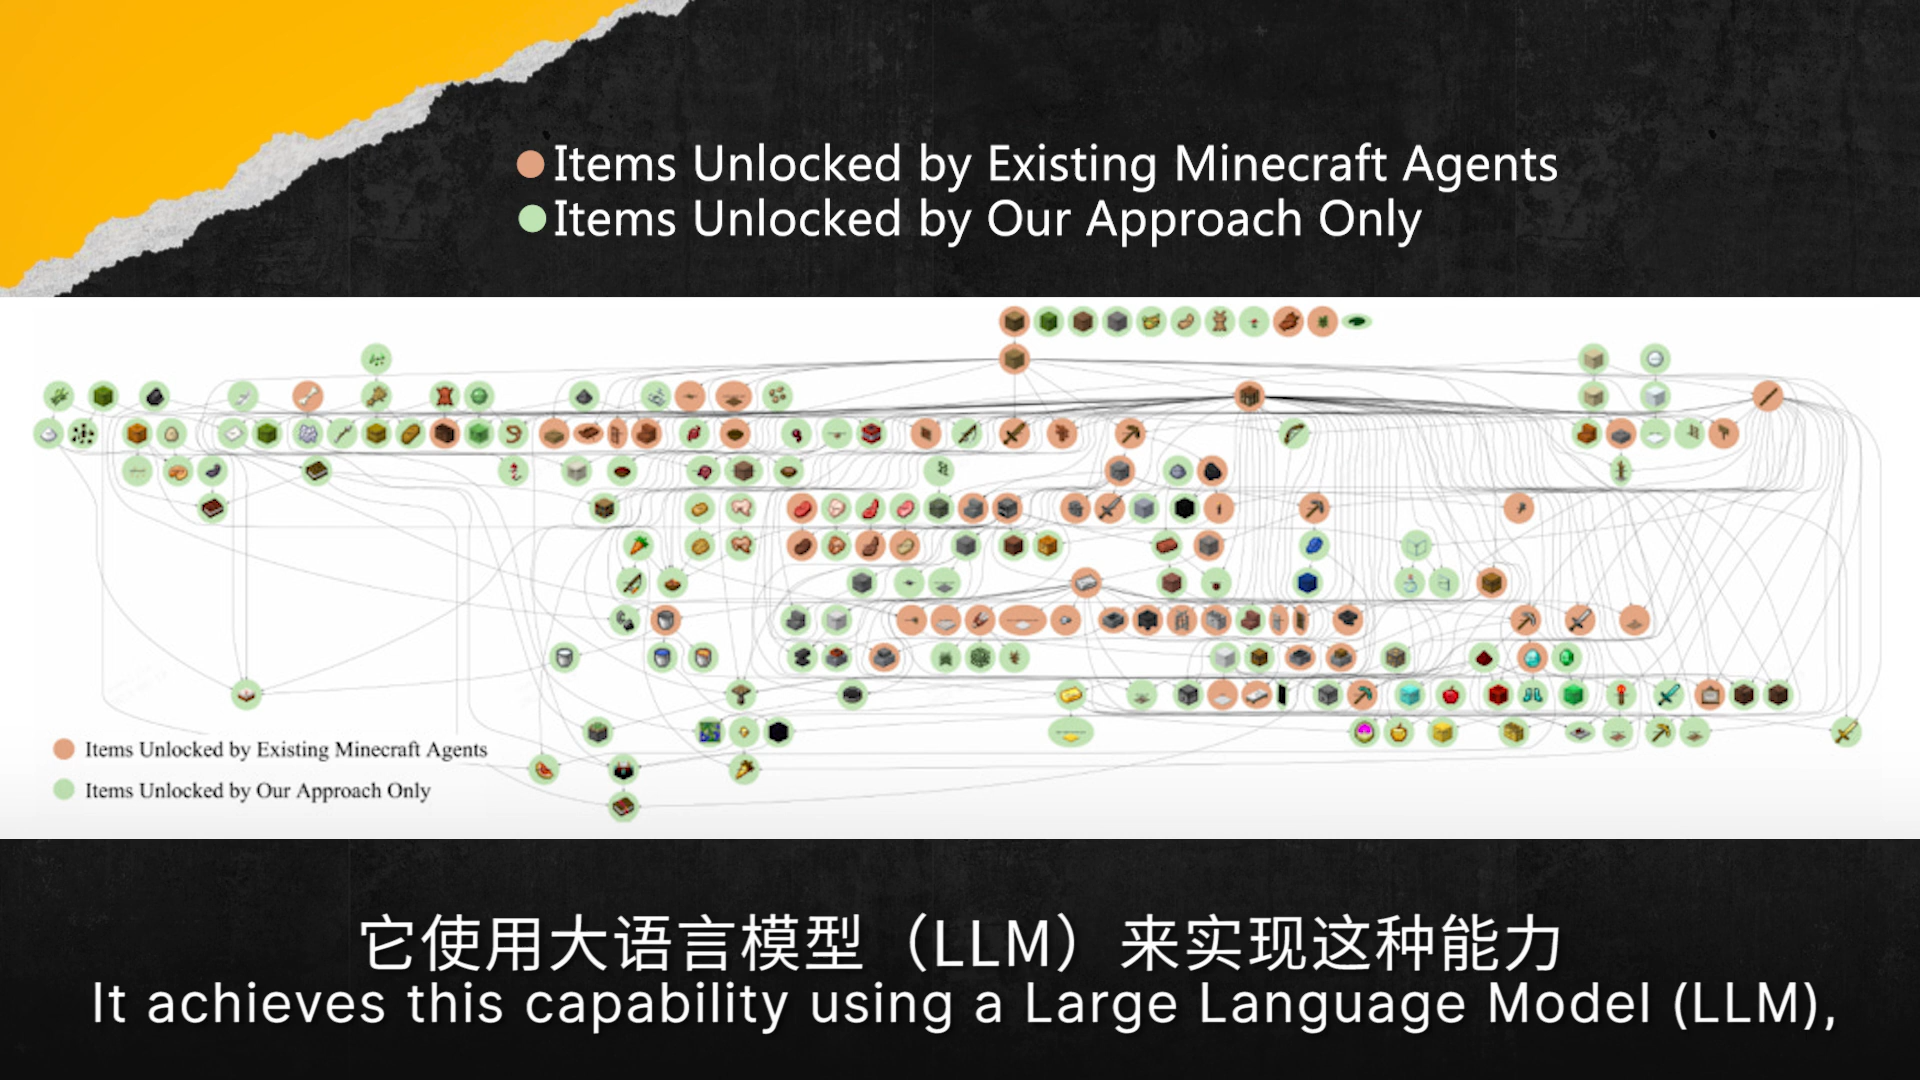 Items Unlocked by Existing Minecraft Agents
Items Unlocked by Our Approach Only
Items Unlocked by Existing Minecraft Agents
Items Unlocked by Our Approach Only
它使用大语言模型（LLM）来实现这种能力
It achieves this capability using a Large Language Model (LLM),